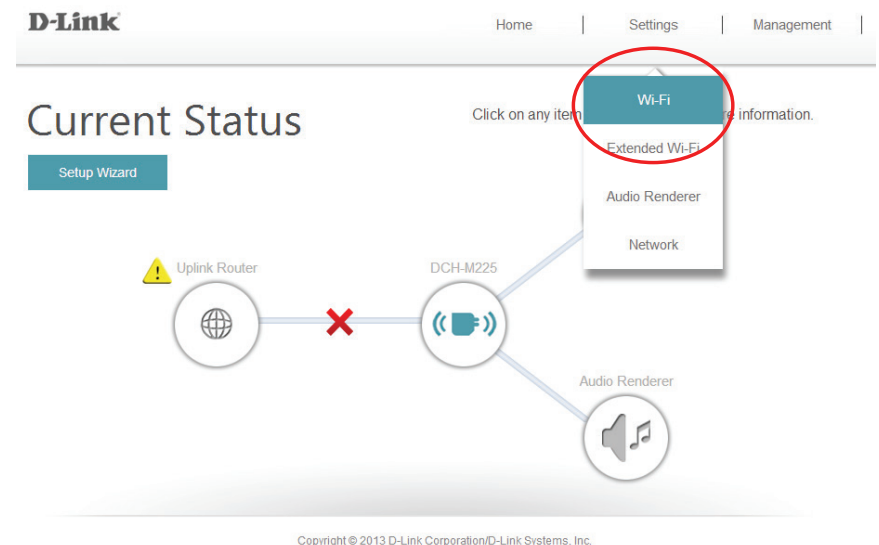 D-Link
Home | Settings | Management |
Current Status
Click on any item
Wi-Fi
information.
Setup Wizard
Extended Wi-Fi
Audio Renderer
Network
Uplink Router
DCH-M225
Audio Renderer
Copyright © 2013 D-Link Corporation/D-Link Systems, Inc.